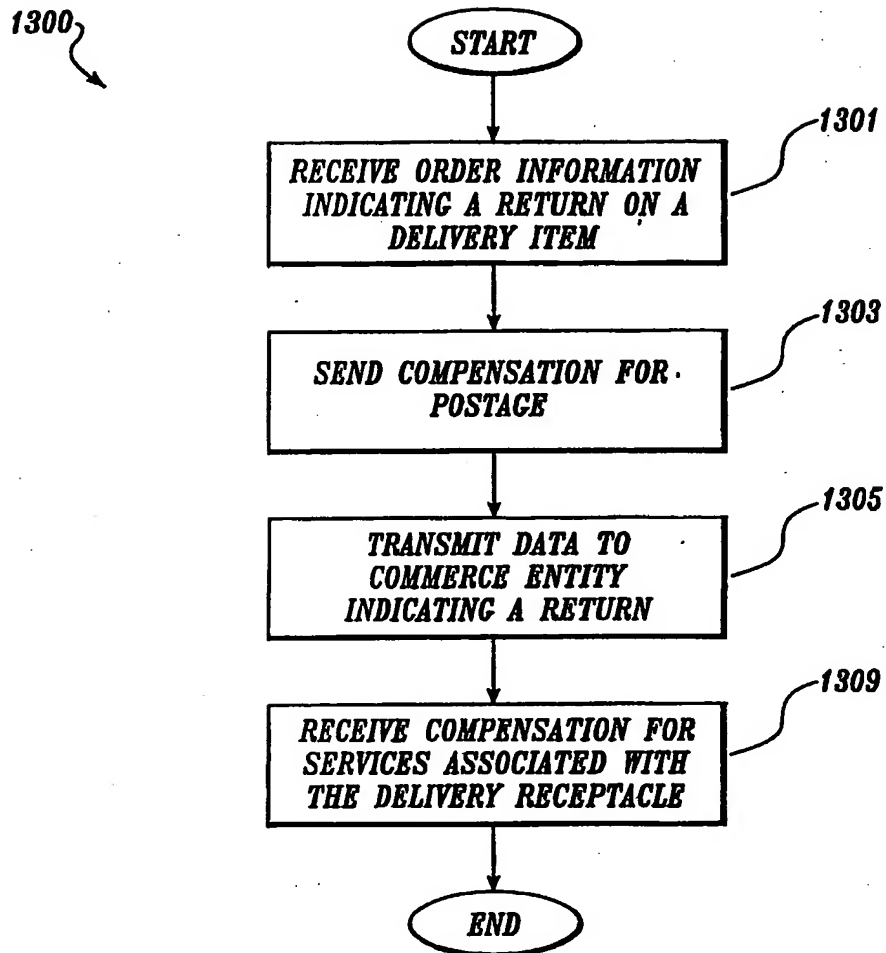 1300
START
1301
RECEIVE ORDER INFORMATION
INDICATING A RETURN ON A
DELIVERY ITEM
1303
SEND COMPENSATION FOR
POSTAGE
1305
TRANSMIT DATA TO
COMMERCE ENTITY
INDICATING A RETURN
1309
RECEIVE COMPENSATION FOR
SERVICES ASSOCIATED WITH
THE DELIVERY RECEPTACLE
END